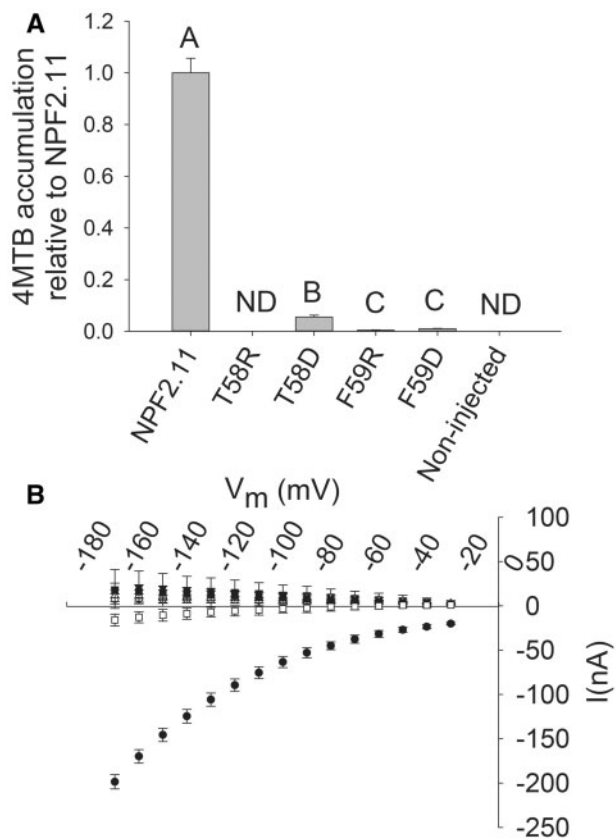 A
4MTB accumulation
relative to NPF2.11
1.2
1.0
0.8
0.6
0.4
0.2
0.0
A
ND
B
C
C
ND
NPF2.11
T58R
T58D
F59R
F59D
Non-injected
B
Vm (mV)
-180
-160
-140
-120
-100
-80
-60
-40
-20
0
100
50
0
-50
-100
-150
-200
-250
I(nA)